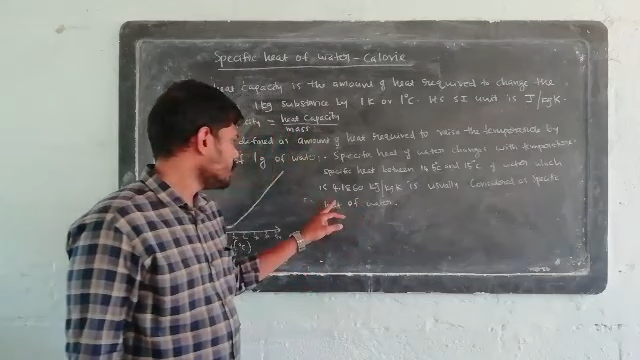 Specific heat of water - Calorie
heat capacity is the amount of heat required to change the
1kg substance by 1K or 1°C. Its SI unit is J/kgK.
= heat capacity
mass
defined as amount of heat required to raise the temperature by
of 1g of water. Specific heat of water changes with temperature
specific heat between 14.5°C and 15°C of water which
is 4.1860 kJ/kgK is usually considered as specific
of water.
(°C)